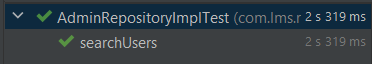 AdminRepositoryImplTest (com.lms.r 2 s 319 ms
searchUsers 2 s 319 ms